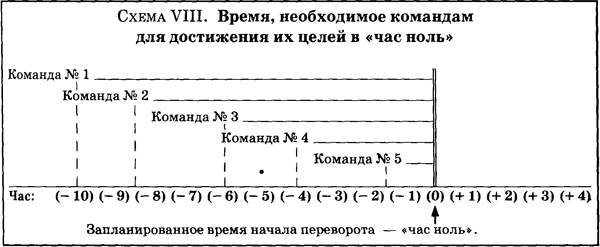 СХЕМА VIII. Время, необходимое командам
для достижения их целей в «час ноль»
Команда № 1
Команда № 2
Команда № 3
Команда № 4
Команда № 5
Час: (– 10) (– 9) (– 8) (– 7) (– 6) (– 5) (– 4) (– 3) (– 2) (– 1) (0) (+ 1) (+ 2) (+ 3) (+ 4)
Запланированное время начала переворота — «час ноль».